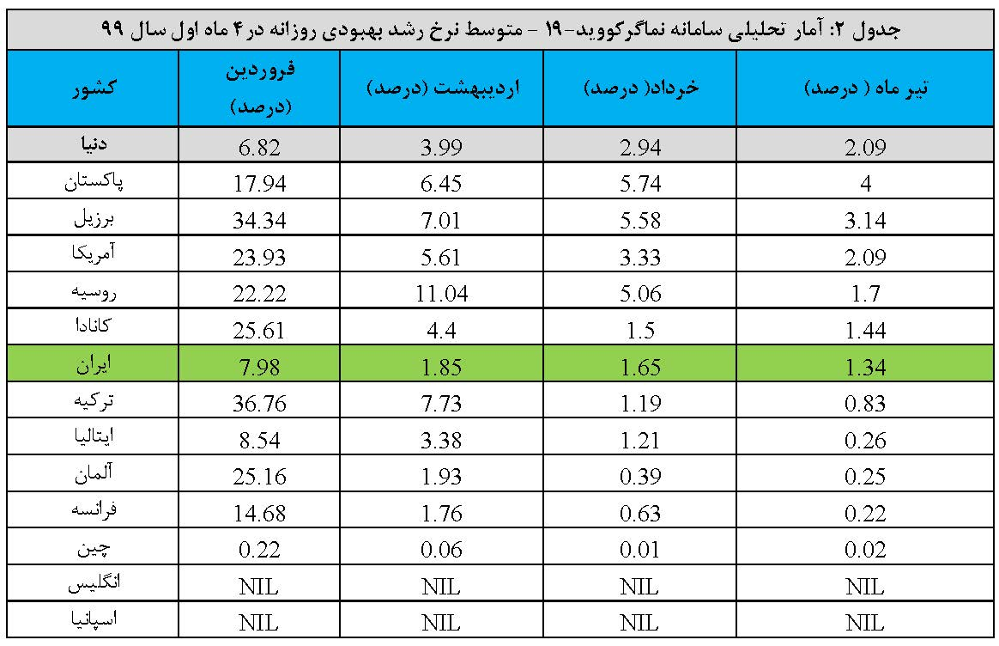 جدول ۲: آمار تحلیلی سامانه نماگرکووید-۱۹ - متوسط نرخ رشد بهبودی روزانه در۴ ماه اول سال ۹۹
کشور فروردین (درصد) اردیبهشت (درصد) خرداد( درصد) تیر ماه ( درصد)
دنیا 6.82 3.99 2.94 2.09
پاکستان 17.94 6.45 5.74 4
برزیل 34.34 7.01 5.58 3.14
آمریکا 23.93 5.61 3.33 2.09
روسیه 22.22 11.04 5.06 1.7
کانادا 25.61 4.4 1.5 1.44
ایران 7.98 1.85 1.65 1.34
ترکیه 36.76 7.73 1.19 0.83
ایتالیا 8.54 3.38 1.21 0.26
آلمان 25.16 1.93 0.39 0.25
فرانسه 14.68 1.76 0.63 0.22
چین 0.22 0.06 0.01 0.02
انگلیس NIL NIL NIL NIL
اسپانیا NIL NIL NIL NIL